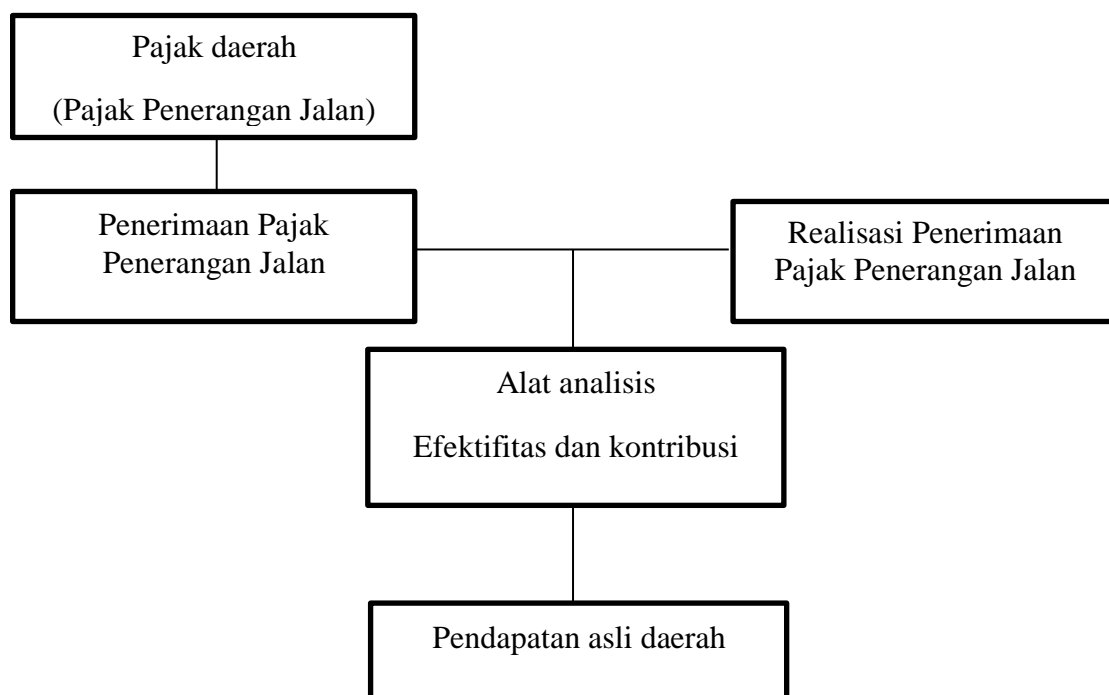 Pajak daerah
(Pajak Penerangan Jalan)
Penerimaan Pajak
Penerangan Jalan
Realisasi Penerimaan
Pajak Penerangan Jalan
Alat analisis
Efektifitas dan kontribusi
Pendapatan asli daerah